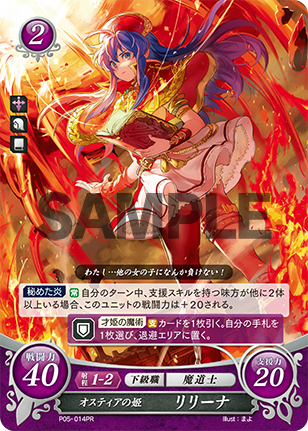 2
SAMPLE
わた！…他の女の子になんか負けない！
秘めた炎 常 自分のターン中、支援スキルを持つ味方が他に2体
以上いる場合、このユニットの戦闘力は＋20される。
才姫の魔術 支 カードを1枚引く。自分の手札を
1枚選び、退避エリアに置く。
戦闘力 40
射程 1-2 下級職 魔道士
支援力 20
オスティアの姫 リリーナ
P05-014PR Illust：まよ